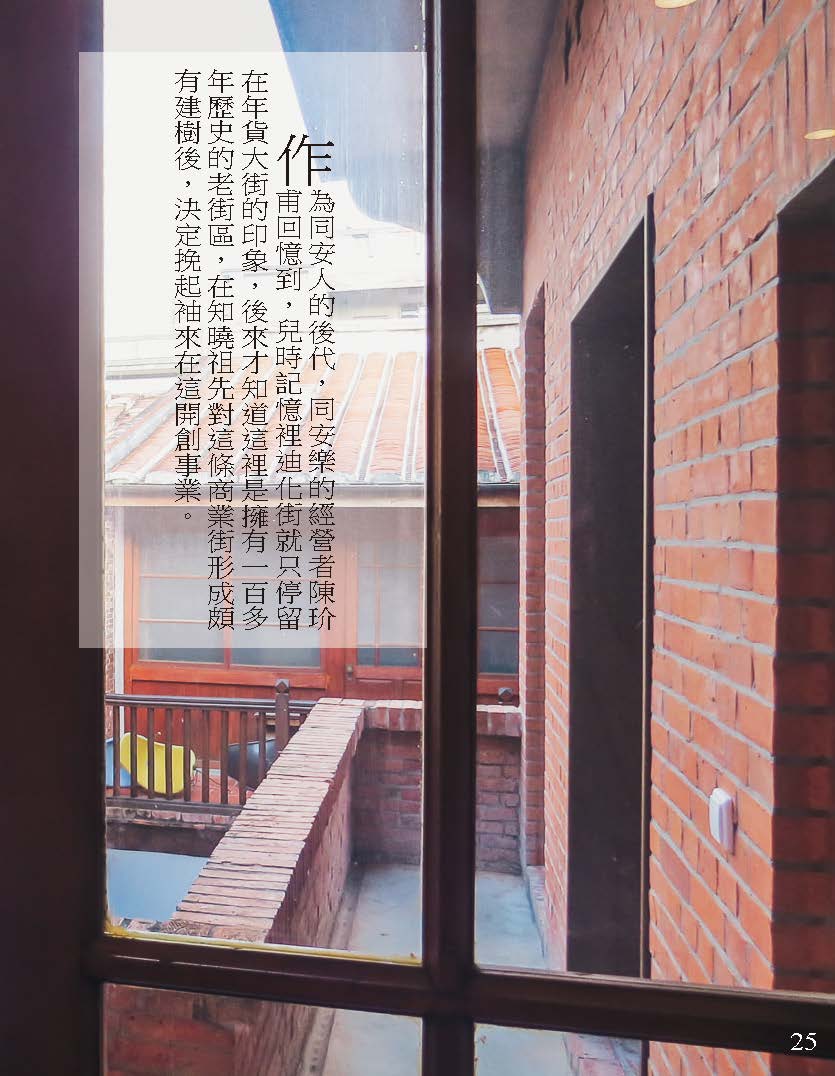 作為同安人的後代，同安樂的經營者陳玠
甫回憶到，兒時記憶裡迪化街就只停留
在年貨大街的印象，後來才知道這裡是擁有一百多
年歷史的老街區，在知曉祖先對這條商業街形成頗
有建樹後，決定挽起袖來在這開創事業。
25